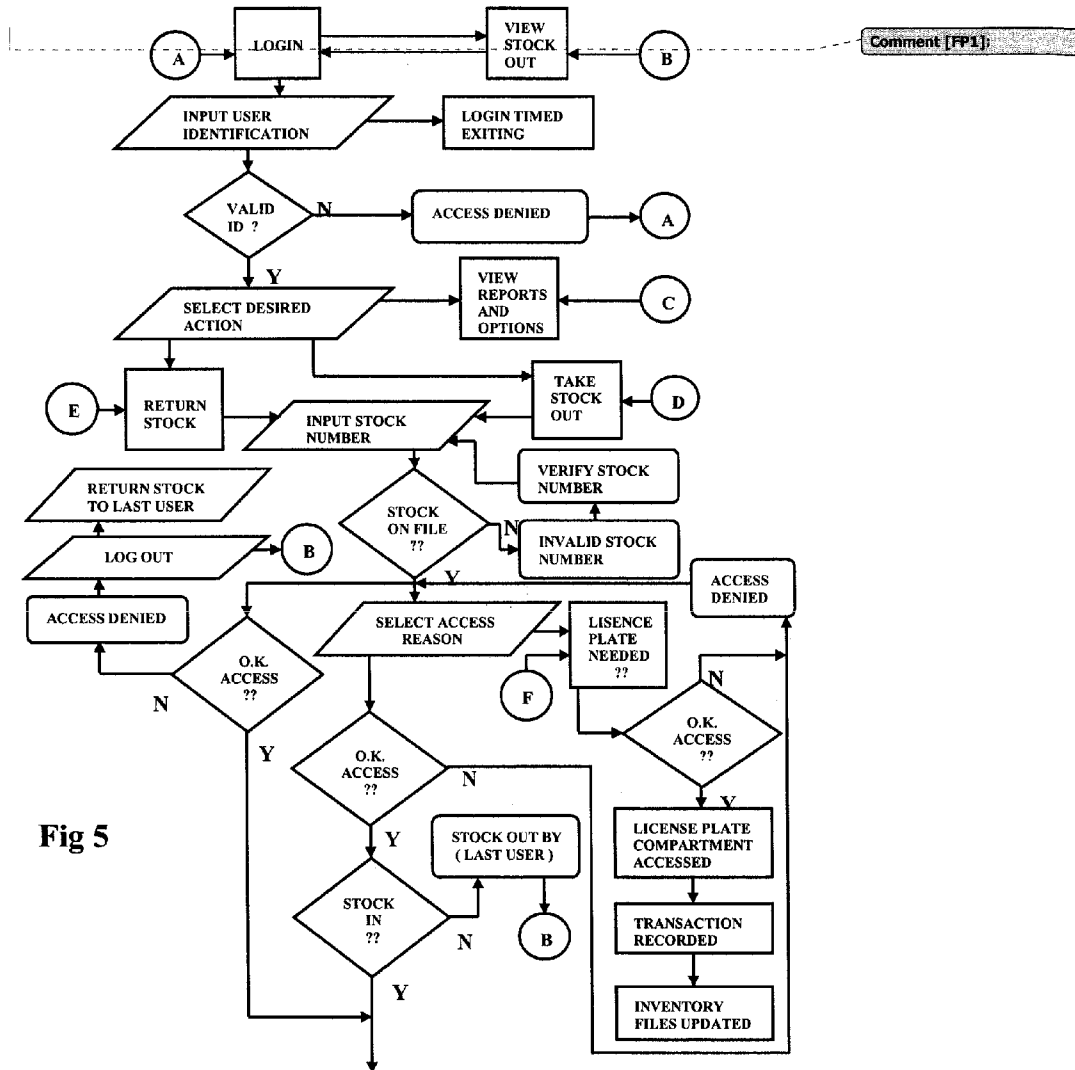 Comment [FP1]:
A
LOGIN
VIEW
STOCK
OUT
B
INPUT USER
IDENTIFICATION
LOGIN TIMED
EXITING
VALID
ID ?
N
ACCESS DENIED
A
Y
SELECT DESIRED
ACTION
VIEW
REPORTS
AND
OPTIONS
C
E
RETURN
STOCK
INPUT STOCK
NUMBER
TAKE
STOCK
OUT
D
RETURN STOCK
TO LAST USER
STOCK
ON FILE
??
N
VERIFY STOCK
NUMBER
INVALID STOCK
NUMBER
LOG OUT
B
ACCESS DENIED
Y
ACCESS
DENIED
SELECT ACCESS
REASON
LISENCE
PLATE
NEEDED
??
F
O.K.
ACCESS
??
N
Y
O.K.
ACCESS
??
N
Y
O.K.
ACCESS
??
N
Y
Fig 5
STOCK OUT BY
( LAST USER )
B
STOCK
IN
??
N
Y
LICENSE PLATE
COMPARTMENT
ACCESSED
TRANSACTION
RECORDED
INVENTORY
FILES UPDATED